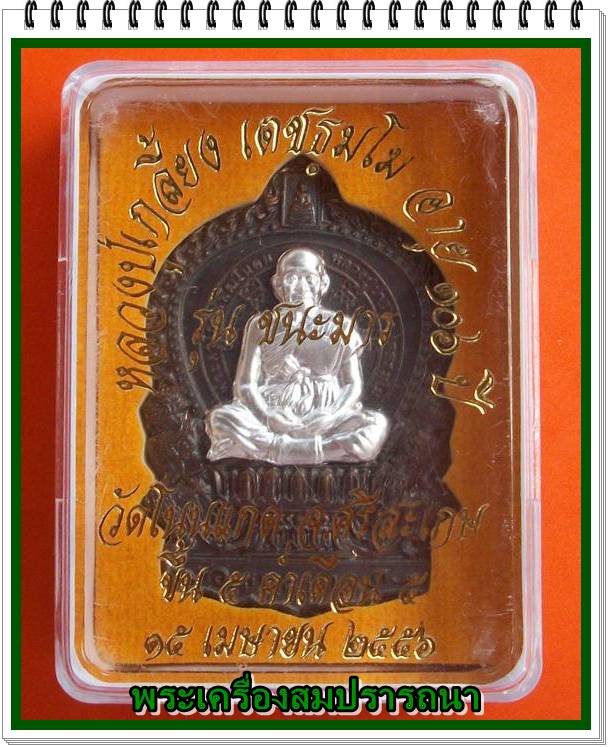 หลวงปู่เกลี้ยง เตชธมฺโม อายุ ๑๐๖ ปี
รุ่น ชนะมาร
วัดโนนแกด จ.ศรีสะเกษ
ขึ้น ๕ ค่ำเดือน ๕
๑๕ เมษายน ๒๕๕๖
พระเครื่องสมปรารถนา